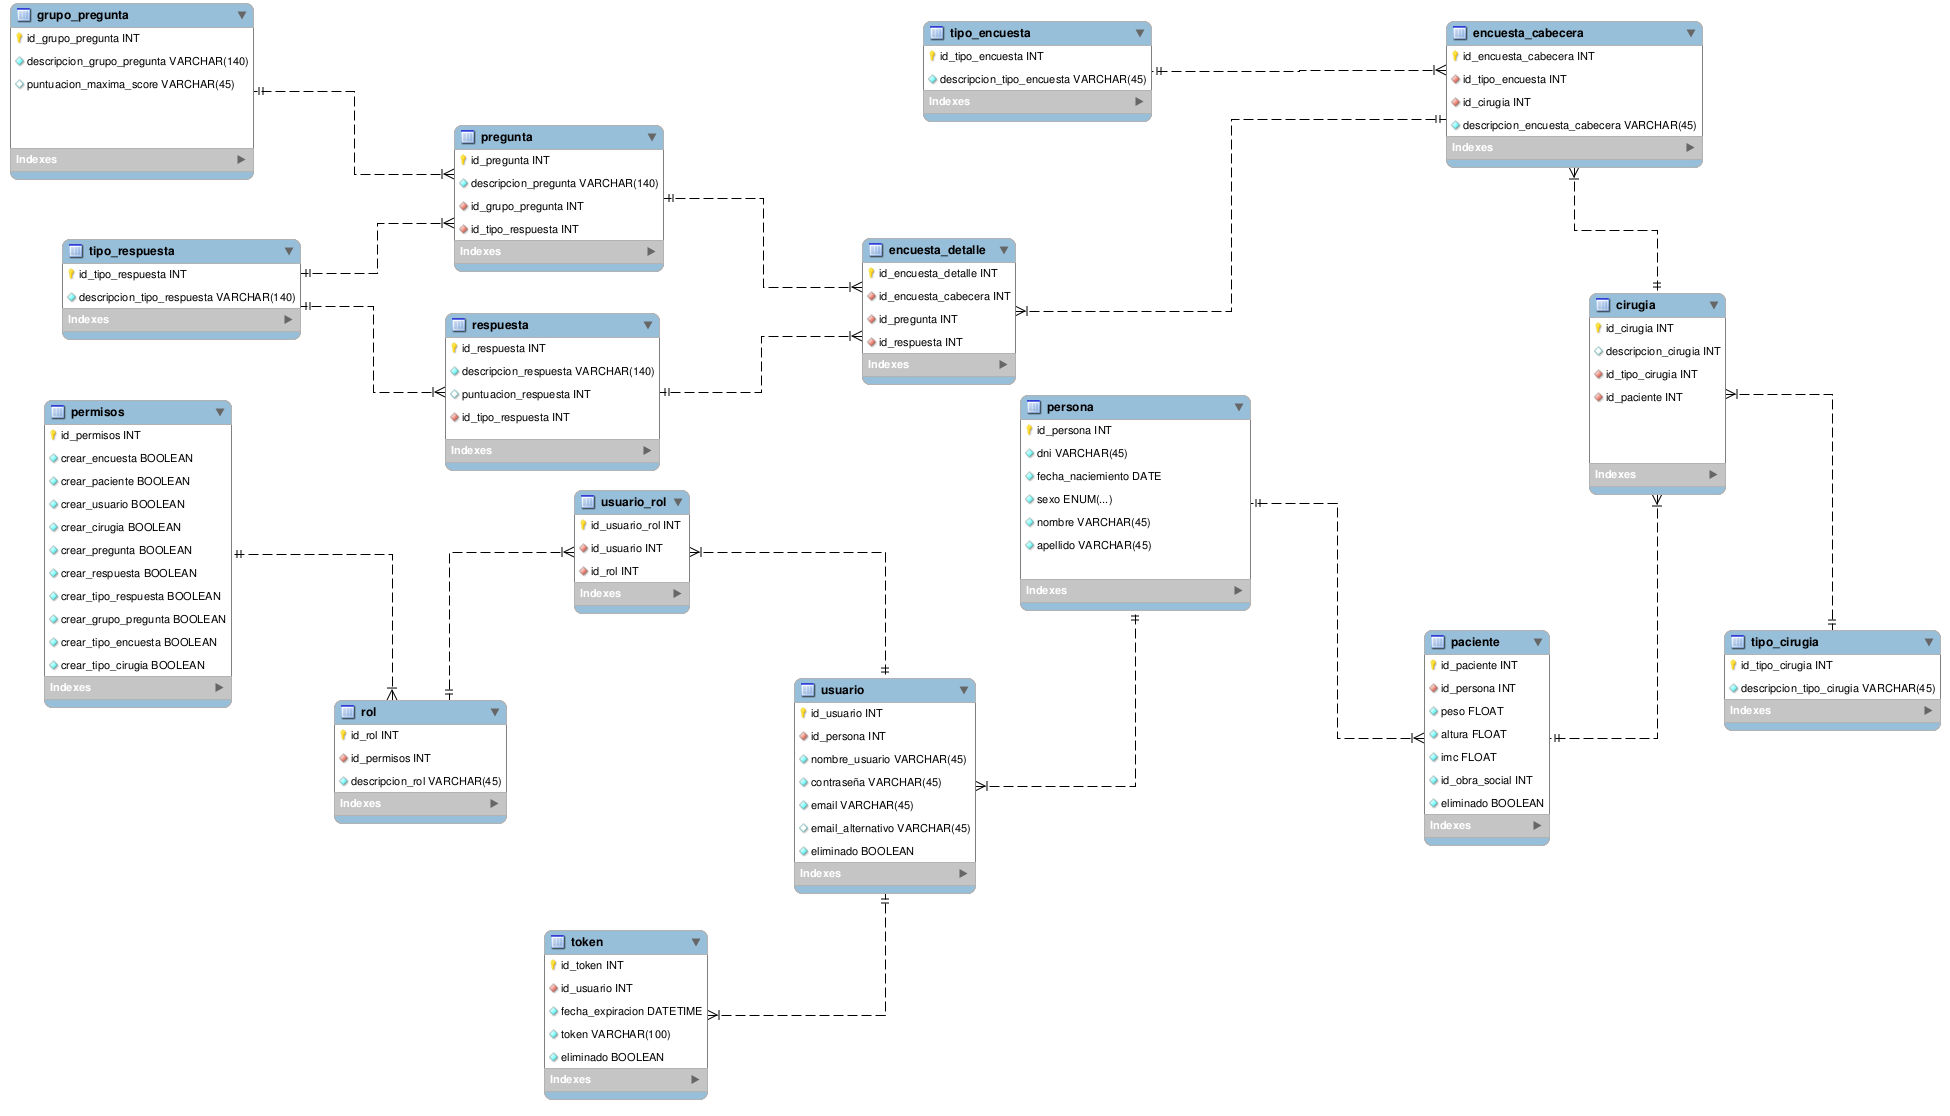 grupo_pregunta
id_grupo_pregunta INT
descripcion_grupo_pregunta VARCHAR(140)
puntuacion_maxima_score VARCHAR(45)
Indexes
tipo_encuesta
id_tipo_encuesta INT
descripcion_tipo_encuesta VARCHAR(45)
Indexes
encuesta_cabecera
id_encuesta_cabecera INT
id_tipo_encuesta INT
id_cirugia INT
descripcion_encuesta_cabecera VARCHAR(45)
Indexes
pregunta
id_pregunta INT
descripcion_pregunta VARCHAR(140)
id_grupo_pregunta INT
id_tipo_respuesta INT
Indexes
tipo_respuesta
id_tipo_respuesta INT
descripcion_tipo_respuesta VARCHAR(140)
Indexes
encuesta_detalle
id_encuesta_detalle INT
id_encuesta_cabecera INT
id_pregunta INT
id_respuesta INT
Indexes
respuesta
id_respuesta INT
descripcion_respuesta VARCHAR(140)
puntuacion_respuesta INT
id_tipo_respuesta INT
Indexes
cirugia
id_cirugia INT
descripcion_cirugia INT
id_tipo_cirugia INT
id_paciente INT
Indexes
permisos
id_permisos INT
crear_encuesta BOOLEAN
crear_paciente BOOLEAN
crear_usuario BOOLEAN
crear_cirugia BOOLEAN
crear_pregunta BOOLEAN
crear_respuesta BOOLEAN
crear_tipo_respuesta BOOLEAN
crear_grupo_pregunta BOOLEAN
crear_tipo_encuesta BOOLEAN
crear_tipo_cirugia BOOLEAN
Indexes
persona
id_persona INT
dni VARCHAR(45)
fecha_naciemiento DATE
sexo ENUM(...)
nombre VARCHAR(45)
apellido VARCHAR(45)
Indexes
usuario_rol
id_usuario_rol INT
id_usuario INT
id_rol INT
Indexes
paciente
id_paciente INT
id_persona INT
peso FLOAT
altura FLOAT
imc FLOAT
id_obra_social INT
eliminado BOOLEAN
Indexes
tipo_cirugia
id_tipo_cirugia INT
descripcion_tipo_cirugia VARCHAR(45)
Indexes
usuario
id_usuario INT
id_persona INT
nombre_usuario VARCHAR(45)
contraseña VARCHAR(45)
email VARCHAR(45)
email_alternativo VARCHAR(45)
eliminado BOOLEAN
Indexes
rol
id_rol INT
id_permisos INT
descripcion_rol VARCHAR(45)
Indexes
token
id_token INT
id_usuario INT
fecha_expiracion DATETIME
token VARCHAR(100)
eliminado BOOLEAN
Indexes